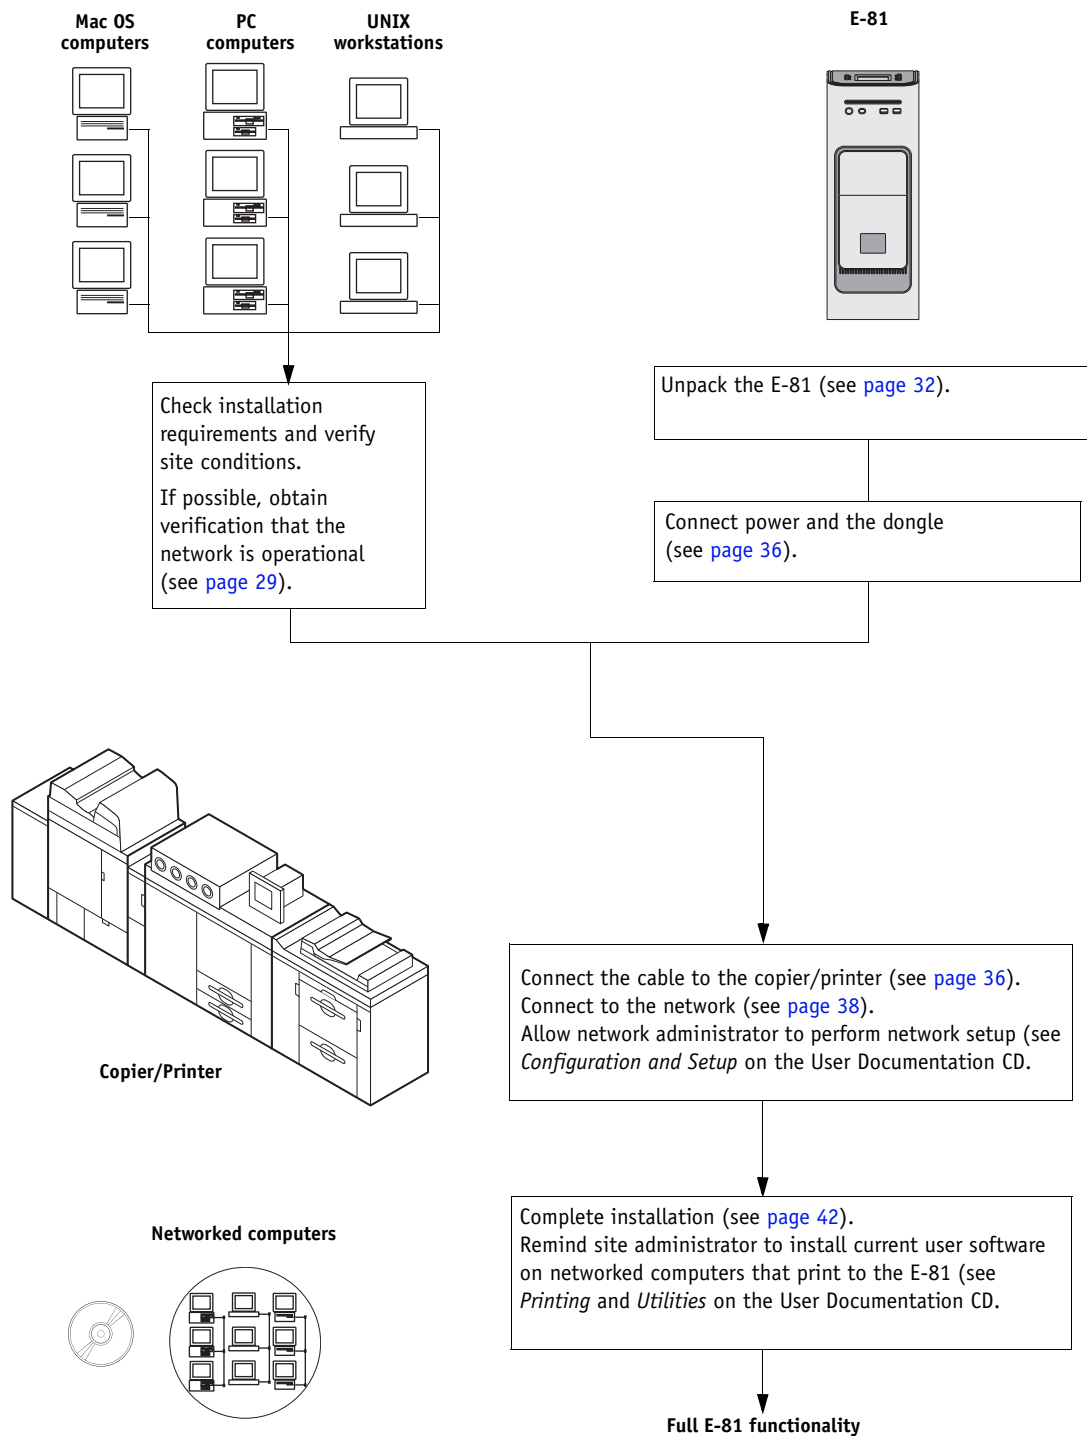 Mac OS
computers
PC
computers
UNIX
workstations
E-81
Check installation
requirements and verify
site conditions.
If possible, obtain
verification that the
network is operational
(see page 29).
Unpack the E-81 (see page 32).
Connect power and the dongle
(see page 36).
Copier/Printer
Connect the cable to the copier/printer (see page 36).
Connect to the network (see page 38).
Allow network administrator to perform network setup (see
Configuration and Setup on the User Documentation CD.
Networked computers
Complete installation (see page 42).
Remind site administrator to install current user software
on networked computers that print to the E-81 (see
Printing and Utilities on the User Documentation CD.
Full E-81 functionality